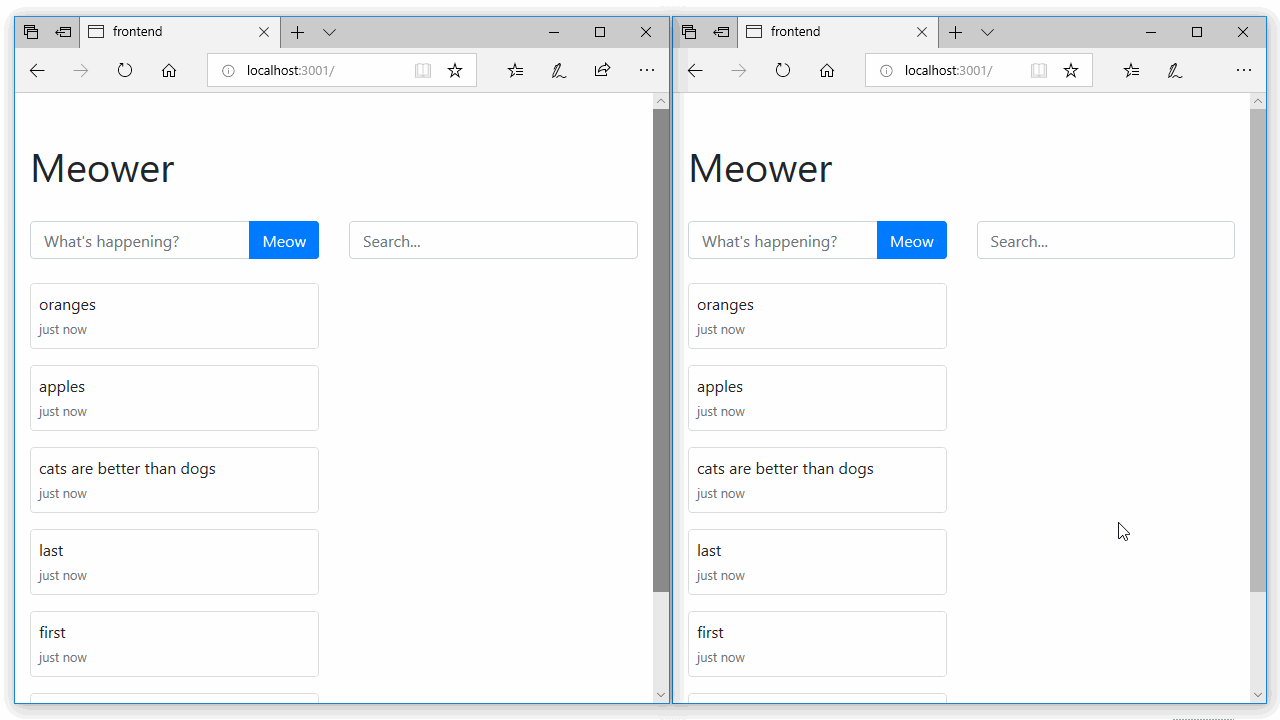 frontend
localhost:3001/
Meower
What's happening?
Meow
Search...
oranges
just now
apples
just now
cats are better than dogs
just now
last
just now
first
just now
frontend
localhost:3001/
Meower
What's happening?
Meow
Search...
oranges
just now
apples
just now
cats are better than dogs
just now
last
just now
first
just now